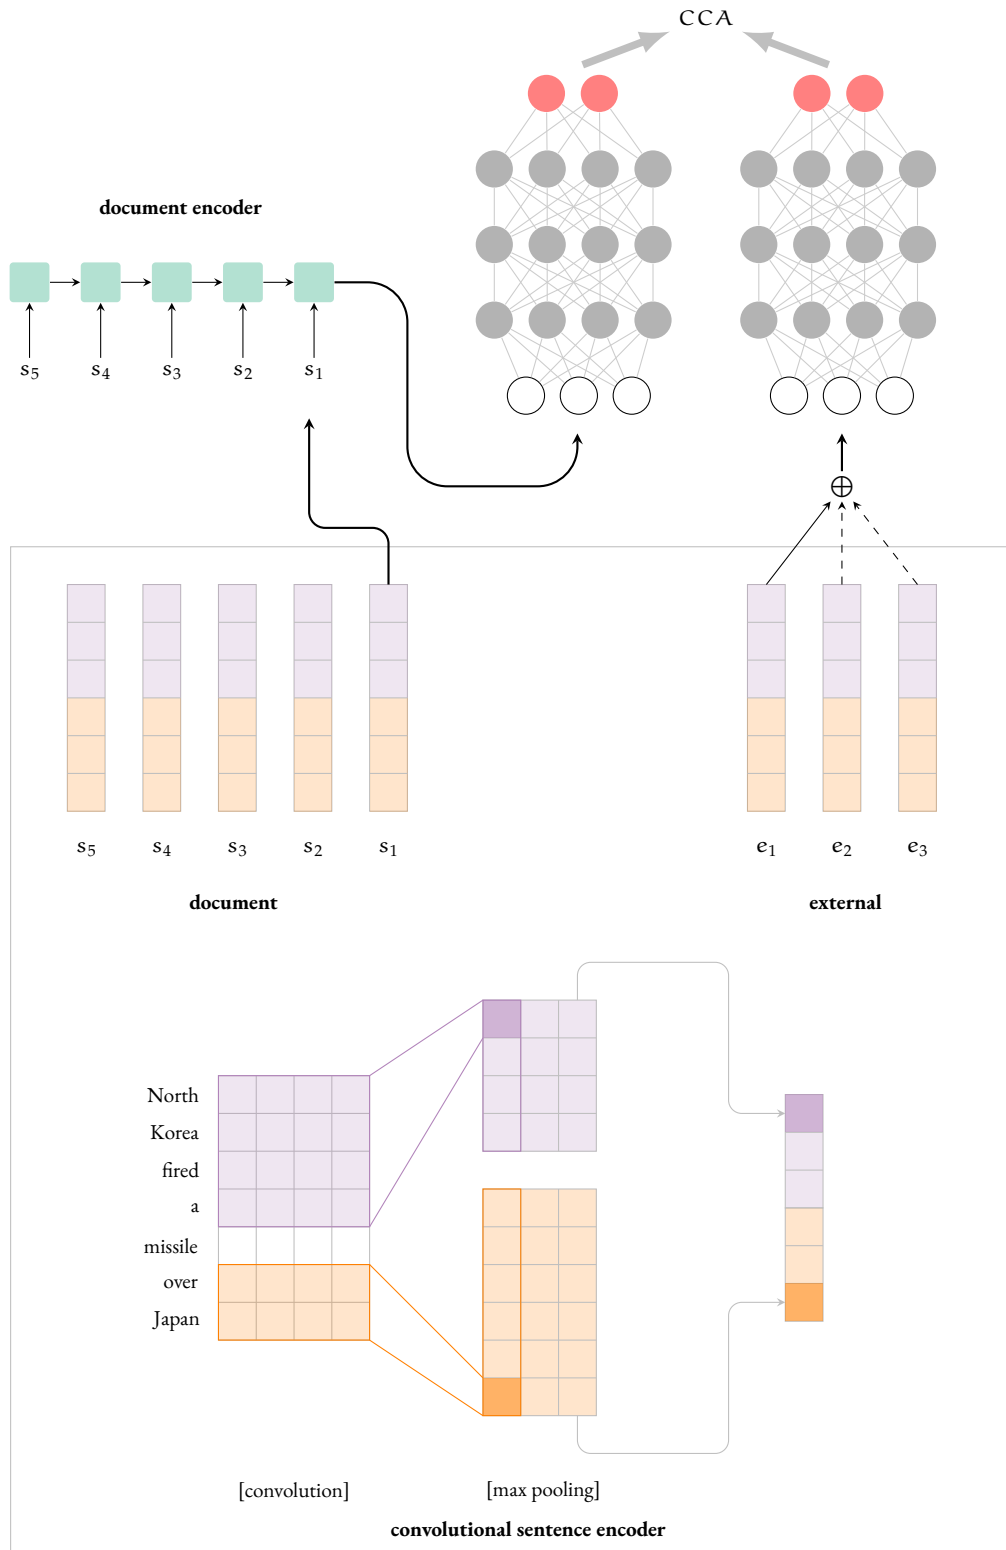 CCA
document encoder
s5 s4 s3 s2 s1
s5 s4 s3 s2 s1
e1 e2 e3
document
external
North
Korea
fired
a
missile
over
Japan
[convolution]
[max pooling]
convolutional sentence encoder